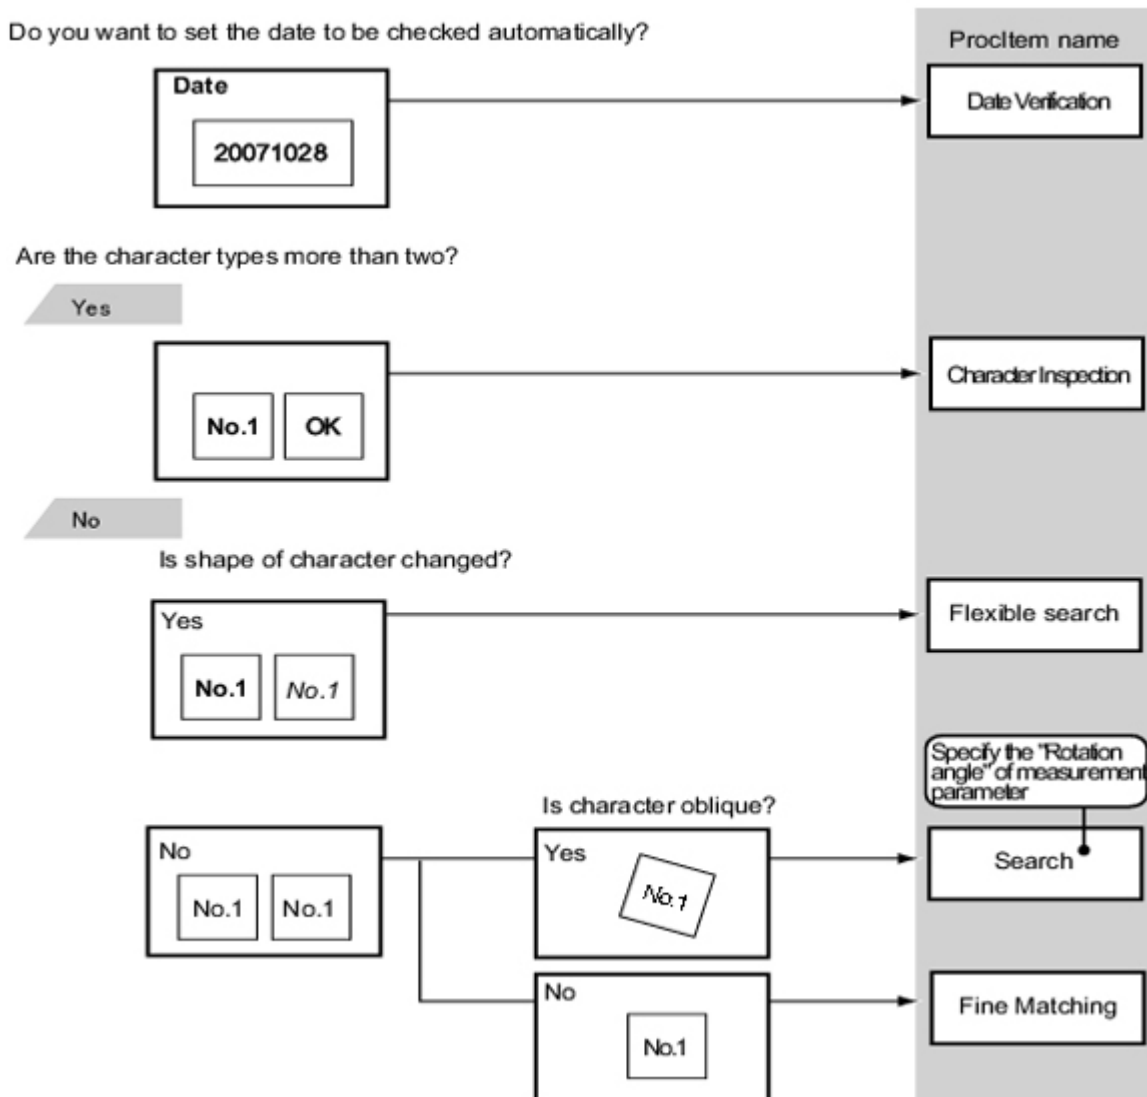 Do you want to set the date to be checked automatically?
ProcItem name
Date
20071028
Date Verification
Are the character types more than two?
Yes
No.1
OK
Character Inspection
No
Is shape of character changed?
Yes
No.1
No.1
Flexible search
Specify the "Rotation
angle" of measurement
parameter
Is character oblique?
No
No.1
No.1
Yes
No.1
Search
No
No.1
Fine Matching